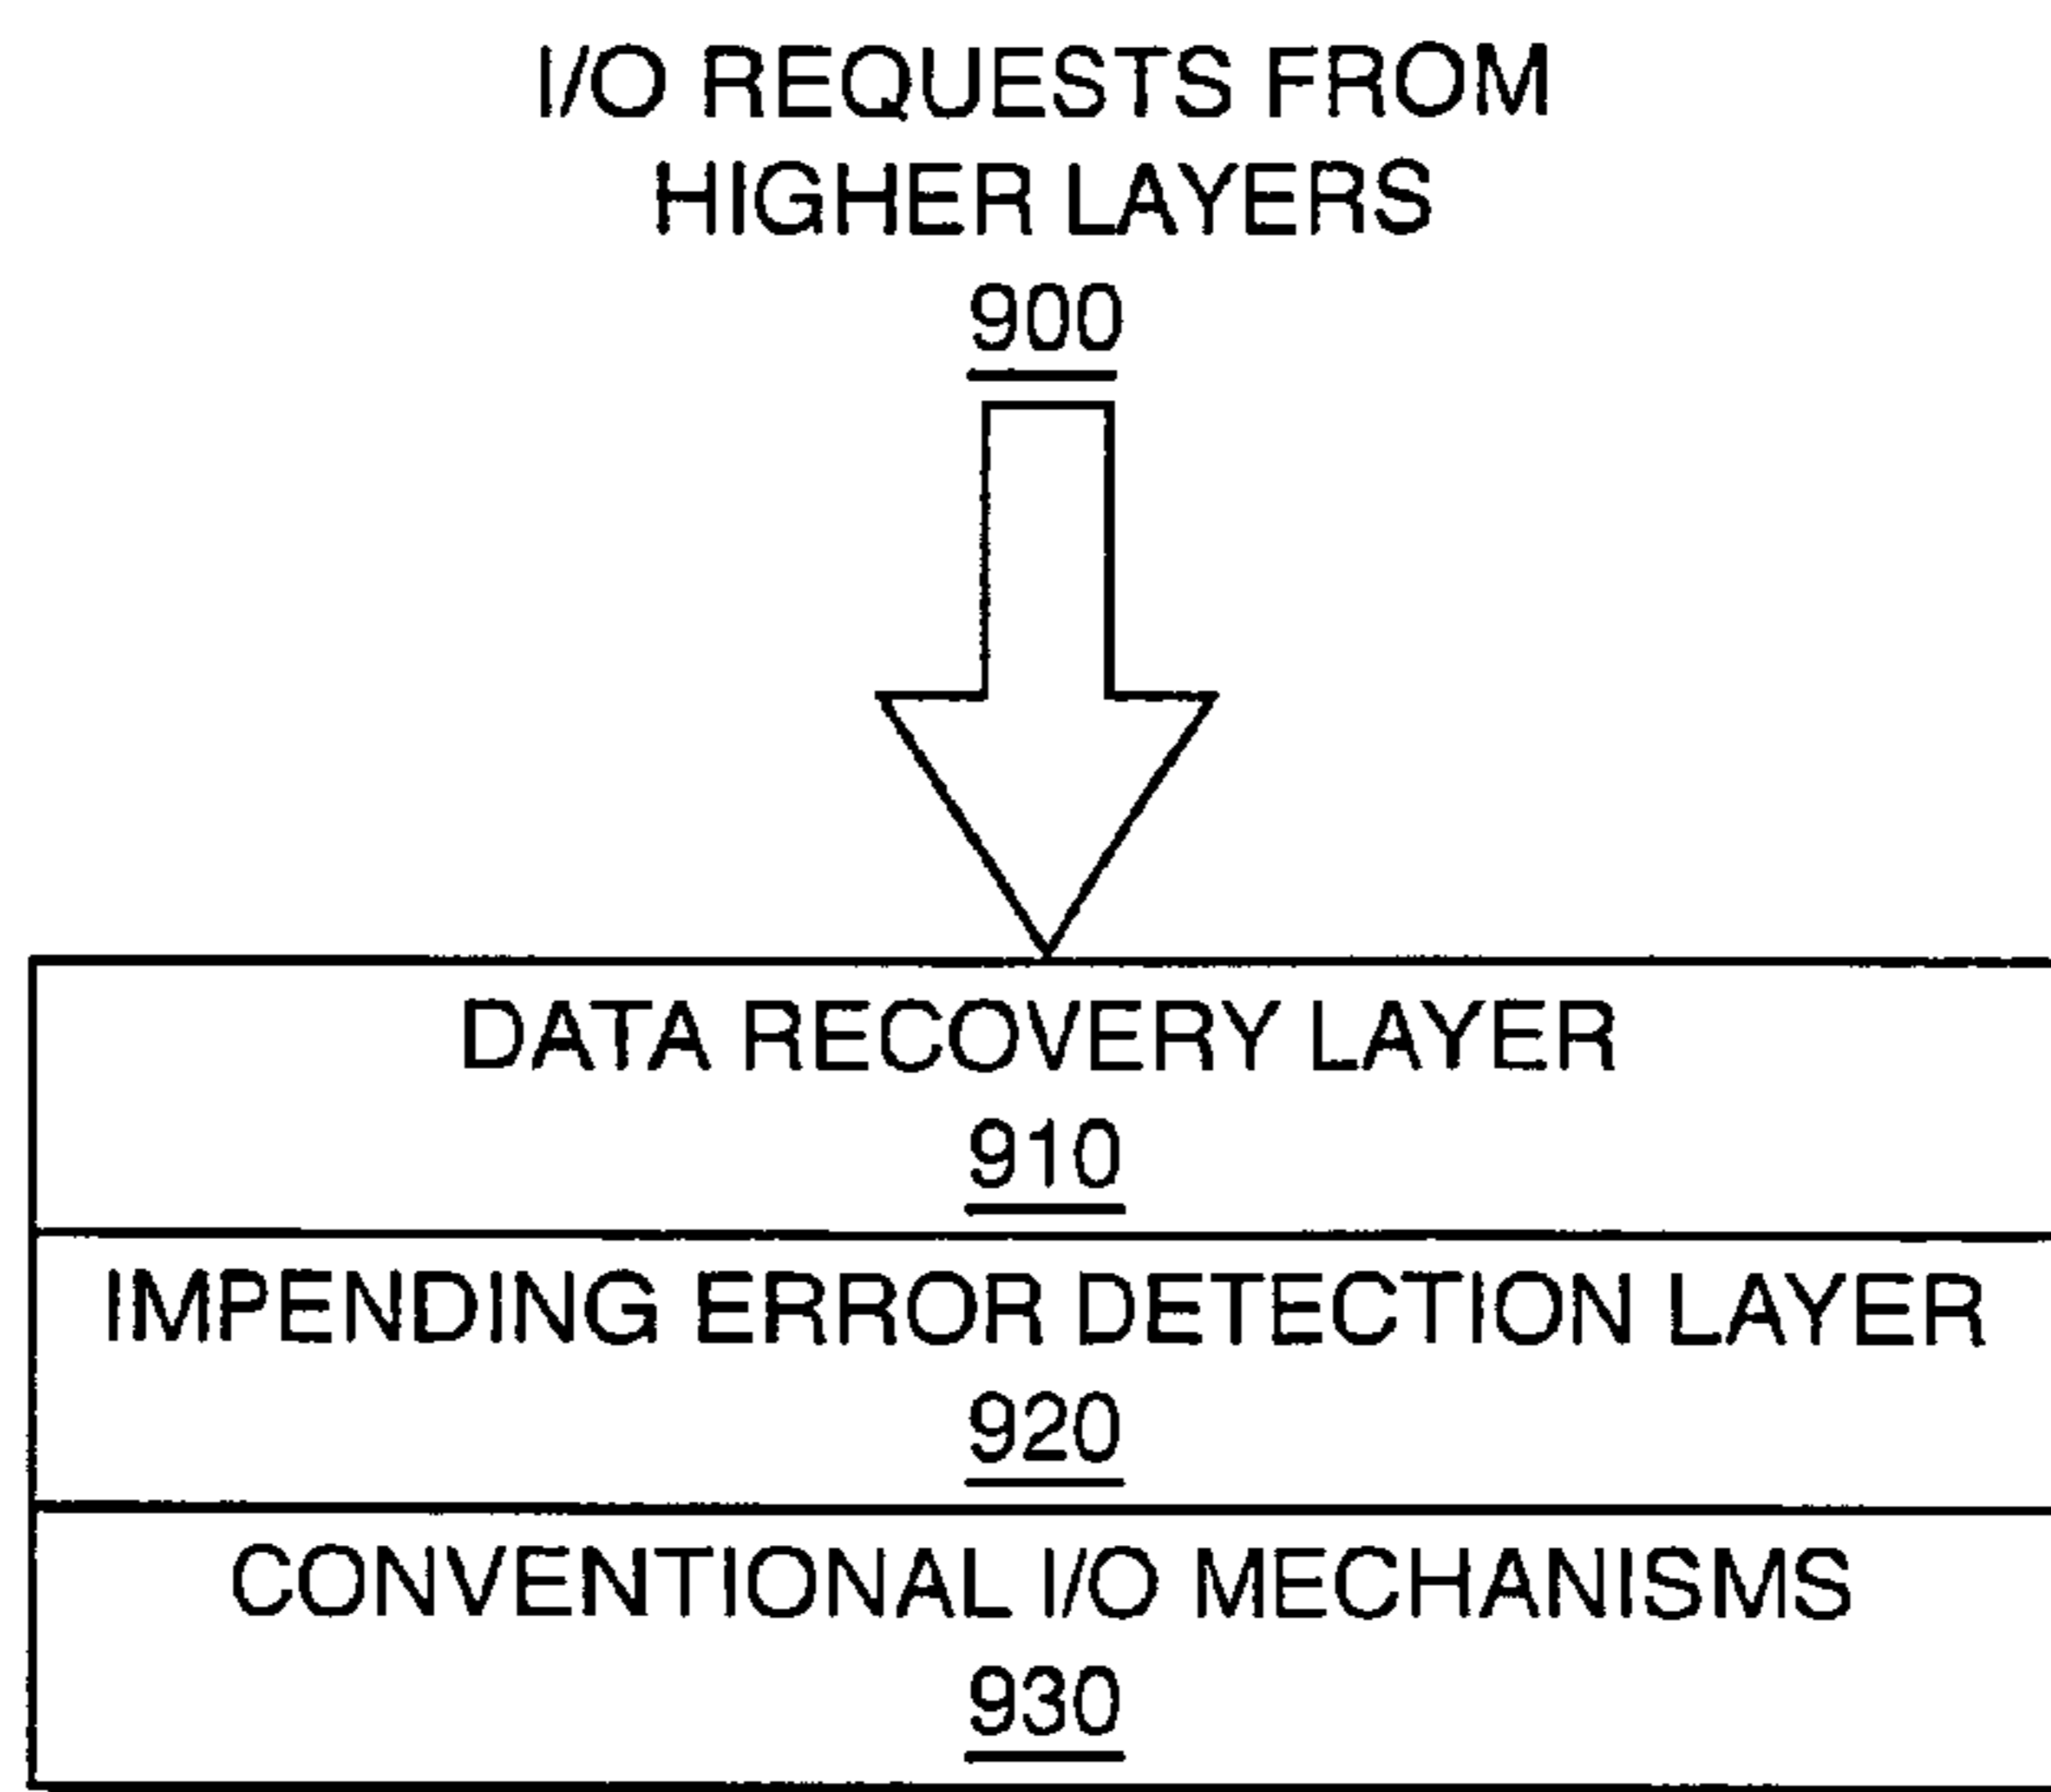 I/O REQUESTS FROM
HIGHER LAYERS
900
DATA RECOVERY LAYER
910
IMPENDING ERROR DETECTION LAYER
920
CONVENTIONAL I/O MECHANISMS
930